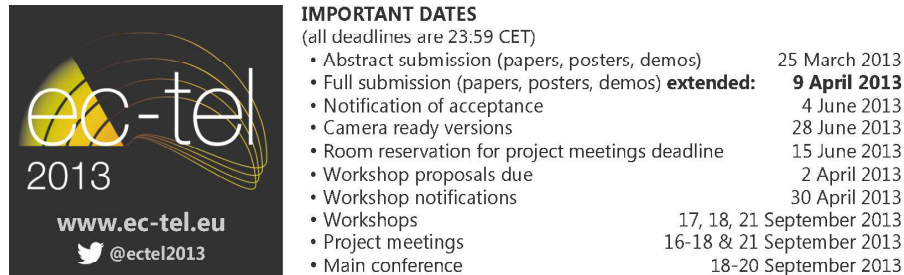 ec-tel
2013
www.ec-tel.eu
@ectel2013
IMPORTANT DATES
(all deadlines are 23:59 CET)
• Abstract submission (papers, posters, demos) 25 March 2013
• Full submission (papers, posters, demos) extended: 9 April 2013
• Notification of acceptance 4 June 2013
• Camera ready versions 28 June 2013
• Room reservation for project meetings deadline 15 June 2013
• Workshop proposals due 2 April 2013
• Workshop notifications 30 April 2013
• Workshops 17, 18, 21 September 2013
• Project meetings 16-18 & 21 September 2013
• Main conference 18-20 September 2013